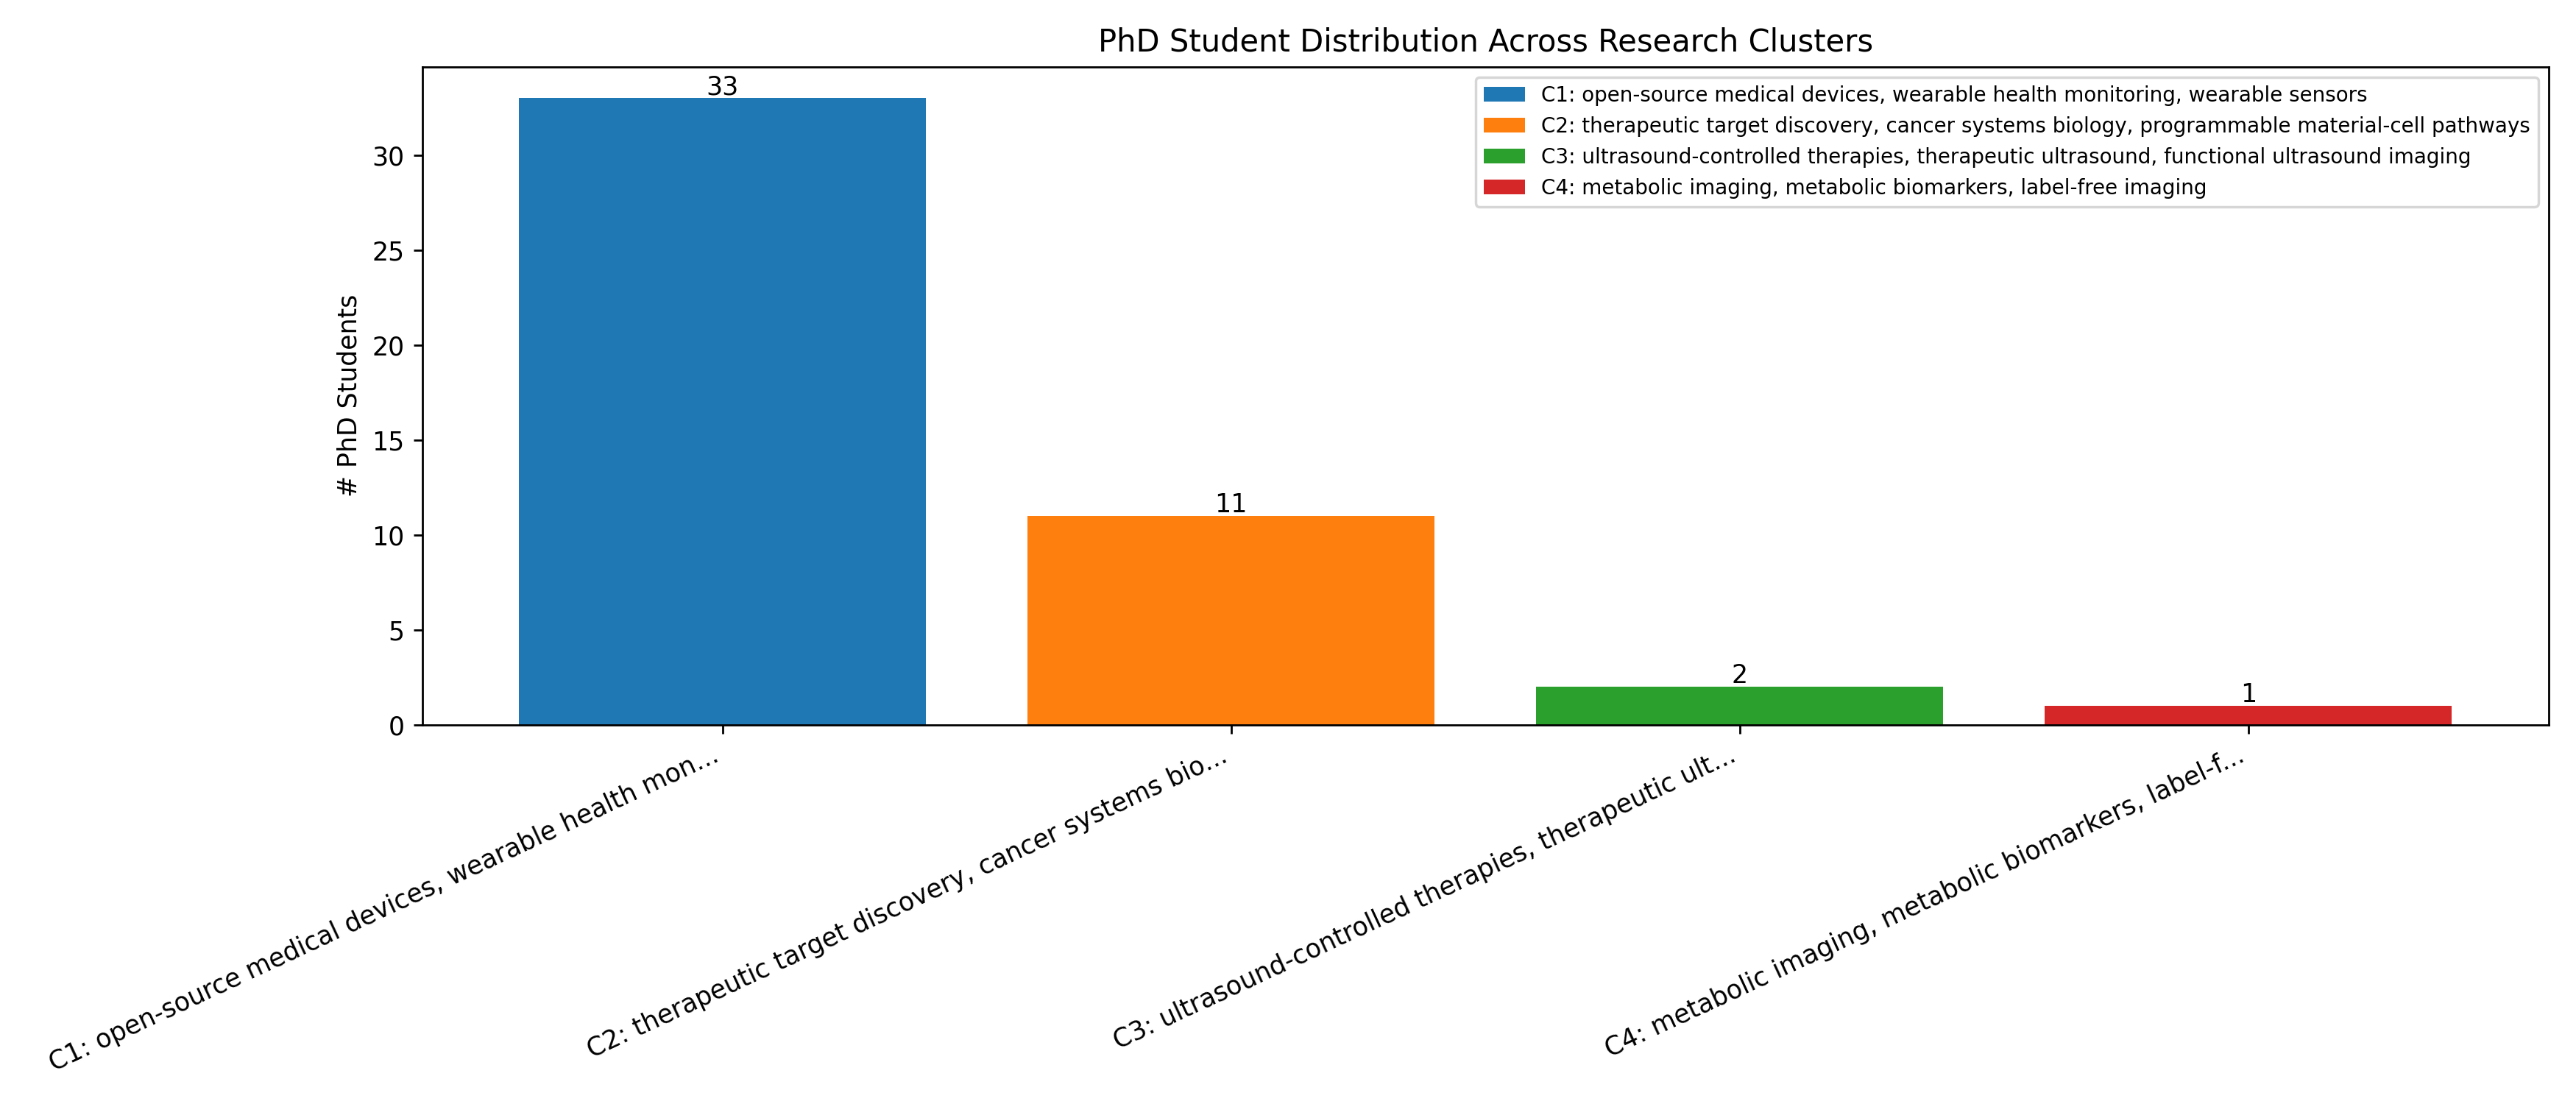 PhD Student Distribution Across Research Clusters
C1: open-source medical devices, wearable health monitoring, wearable sensors
C2: therapeutic target discovery, cancer systems biology, programmable material-cell pathways
C3: ultrasound-controlled therapies, therapeutic ultrasound, functional ultrasound imaging
C4: metabolic imaging, metabolic biomarkers, label-free imaging
# PhD Students
30
25
20
15
10
5
0
33
11
2
1
C1: open-source medical devices, wearable health mon...
C2: therapeutic target discovery, cancer systems bio...
C3: ultrasound-controlled therapies, therapeutic ult...
C4: metabolic imaging, metabolic biomarkers, label-f...